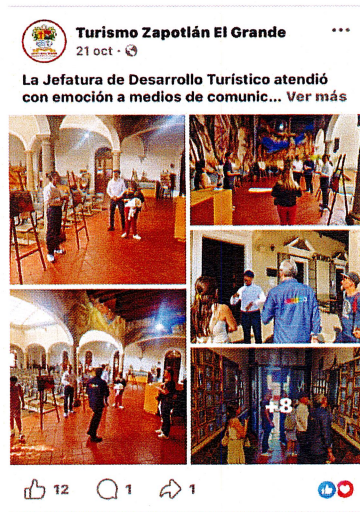 Turismo Zapotlán El Grande
21 oct ·
La Jefatura de Desarrollo Turístico atendió
con emoción a medios de comunic... Ver más
+8
12
1
1